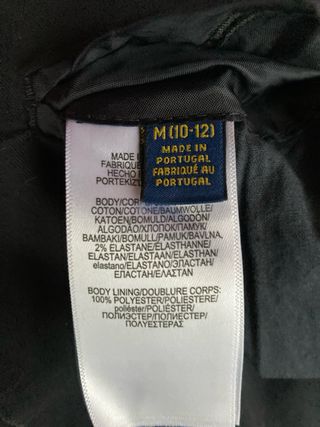 M (10-12)
MADE IN
PORTUGAL
FABRIQUÉ AU
PORTUGAL
MADE I
FABRIQUÉ
HECHO
PORTEKİZ
BODY/COR
COTON/COTONE/BAUMWOLLE/
KATOEN/BOMULD/ALGODÓN/
ALGODÃO/ХЛОПОК/ПАМУК/
BAMBAKI/BOMULL/PAMUK/BAVLNA,
2% ELASTANE/ELASTHANNE/
ELASTAN/ELASTAAN/ELASTHAN/
elastano/ELASTANO/ЭЛАСТАН/
ЕЛАСТАН/ΕΛΑΣΤΑΝ
BODY LINING/DOUBLURE CORPS:
100% POLYESTER/POLIESTERE/
poliéster/POLIESTER/
ПОЛИЭСТЕР/ПОЛИЕСТЕР/
ΠΟΛΥΕΣΤΕΡΑΣ